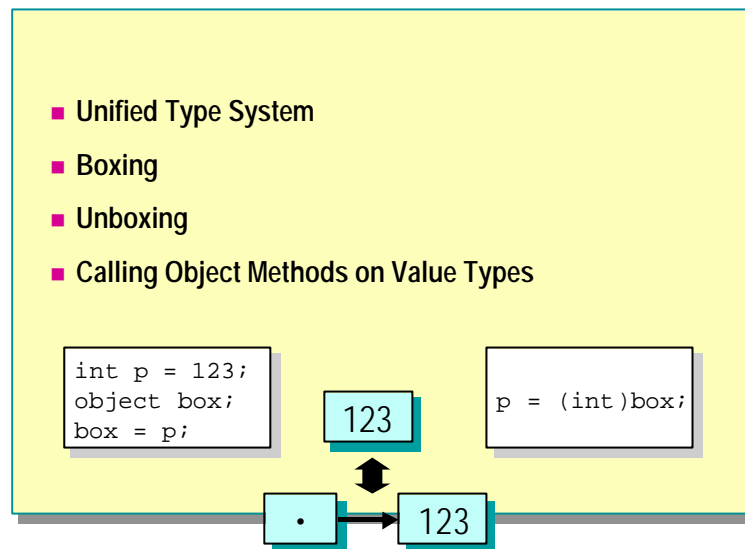 Unified Type System
Boxing
Unboxing
Calling Object Methods on Value Types
int p = 123;
object box;
box = p;
123
p = (int)box;
123